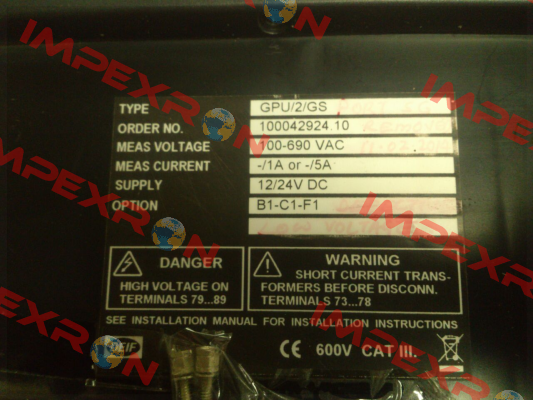 TYPE GPU/2/GS
ORDER NO. 100042924.10
MEAS VOLTAGE 100-690 VAC
MEAS CURRENT -/1A or -/5A
SUPPLY 12/24V DC
OPTION B1-C1-F1
DANGER
HIGH VOLTAGE ON
TERMINALS 79...89
WARNING
SHORT CURRENT TRANS-
FORMERS BEFORE DISCONN.
TERMINALS 73...78
SEE INSTALLATION MANUAL FOR INSTALLATION INSTRUCTIONS
DEIF
CE 600V CAT III.
IMPEXRON
IMPEXRON
IMPEXRON
IMPEXRON